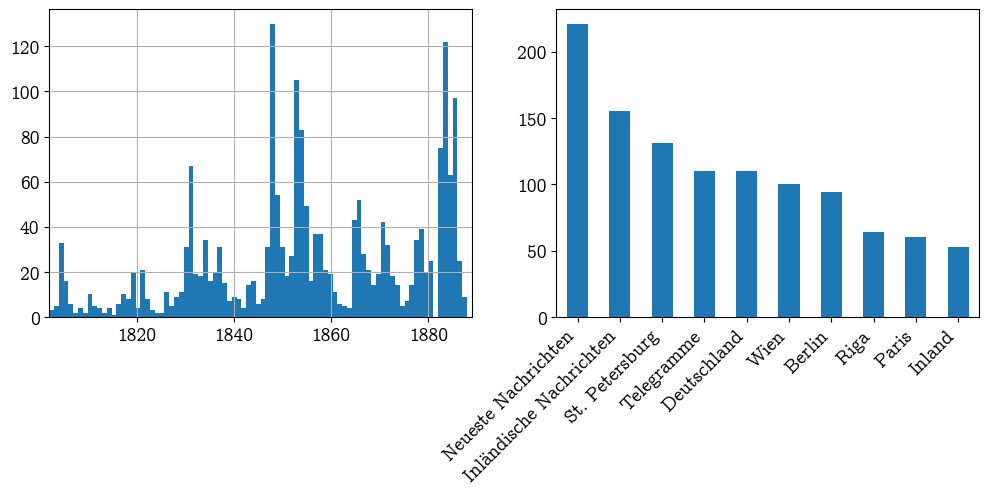 120
100
80
60
40
20
0
1820 1840 1860 1880
200
150
100
50
0
Neueste Nachrichten
Inländische Nachrichten
St. Petersburg
Telegramme
Deutschland
Wien
Berlin
Riga
Paris
Inland